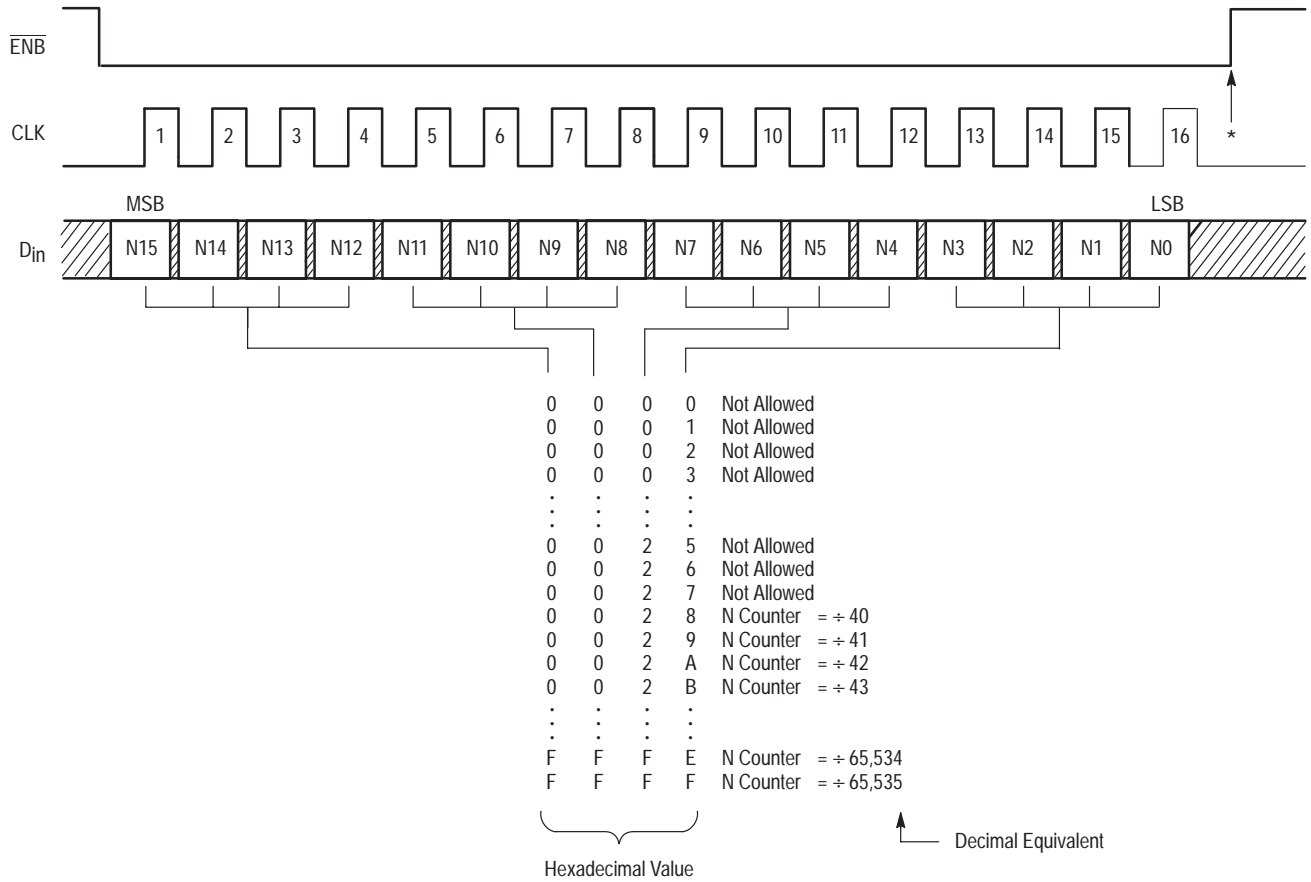 ENB
CLK 1 2 3 4 5 6 7 8 9 10 11 12 13 14 15 16 *
MSB LSB
Din N15 N14 N13 N12 N11 N10 N9 N8 N7 N6 N5 N4 N3 N2 N1 N0
0 0 0 0 Not Allowed
0 0 0 1 Not Allowed
0 0 0 2 Not Allowed
0 0 0 3 Not Allowed
. . . .
. . . .
. . . .
0 0 2 5 Not Allowed
0 0 2 6 Not Allowed
0 0 2 7 Not Allowed
0 0 2 8 N Counter = ÷ 40
0 0 2 9 N Counter = ÷ 41
0 0 2 A N Counter = ÷ 42
0 0 2 B N Counter = ÷ 43
. . . .
. . . .
. . . .
F F F E N Counter = ÷ 65,534
F F F F N Counter = ÷ 65,535
Decimal Equivalent
Hexadecimal Value